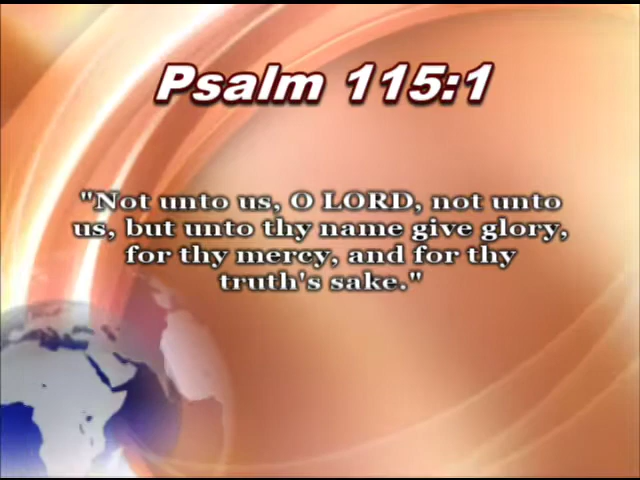 Psalm 115:1
"Not unto us, O LORD, not unto
us, but unto thy name give glory,
for thy mercy, and for thy
truth's sake."